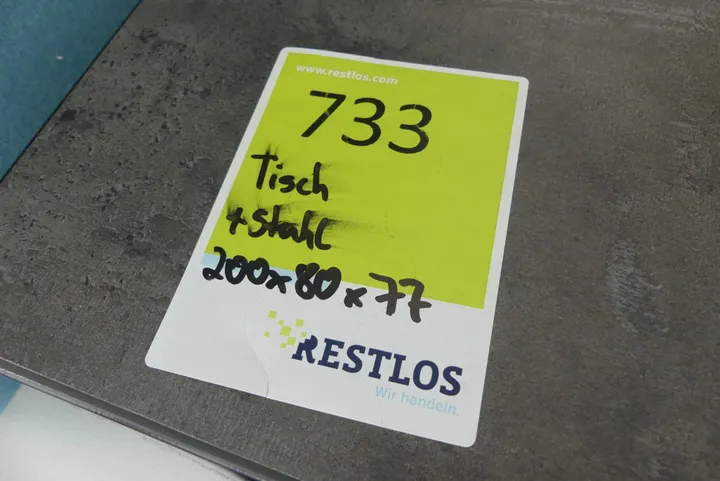 www.restlos.com
733
Tisch
+ Stahl
200x80x77
RESTLOS
Wir handeln.